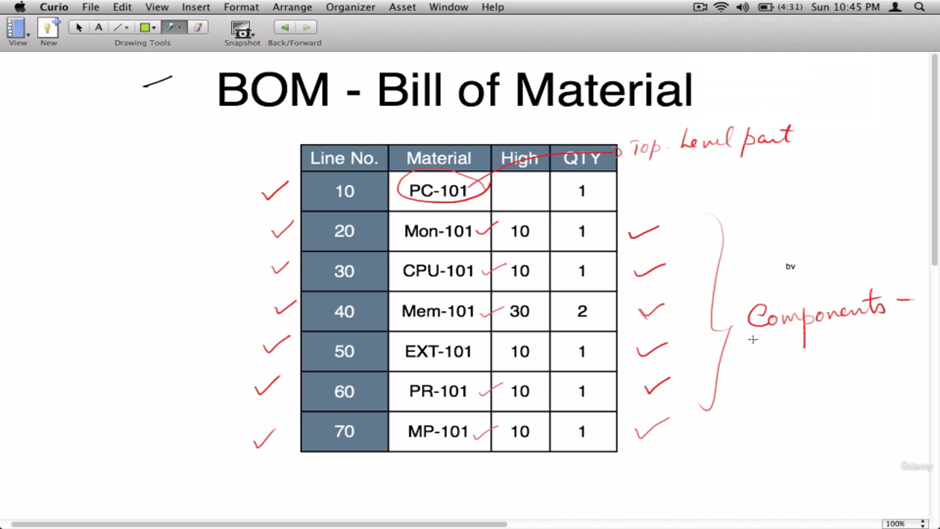 Curio File Edit View Insert Format Arrange Organizer Asset Window Help (4:31) Sun 10:45 PM
View New Drawing Tools Snapshot Back/Forward
BOM - Bill of Material
Top-Level part
Line No. Material High QTY
10 PC-101 1
20 Mon-101 10 1
30 CPU-101 10 1
bv
40 Mem-101 30 2
Components -
50 EXT-101 10 1
60 PR-101 10 1
70 MP-101 10 1
Udemy
100%